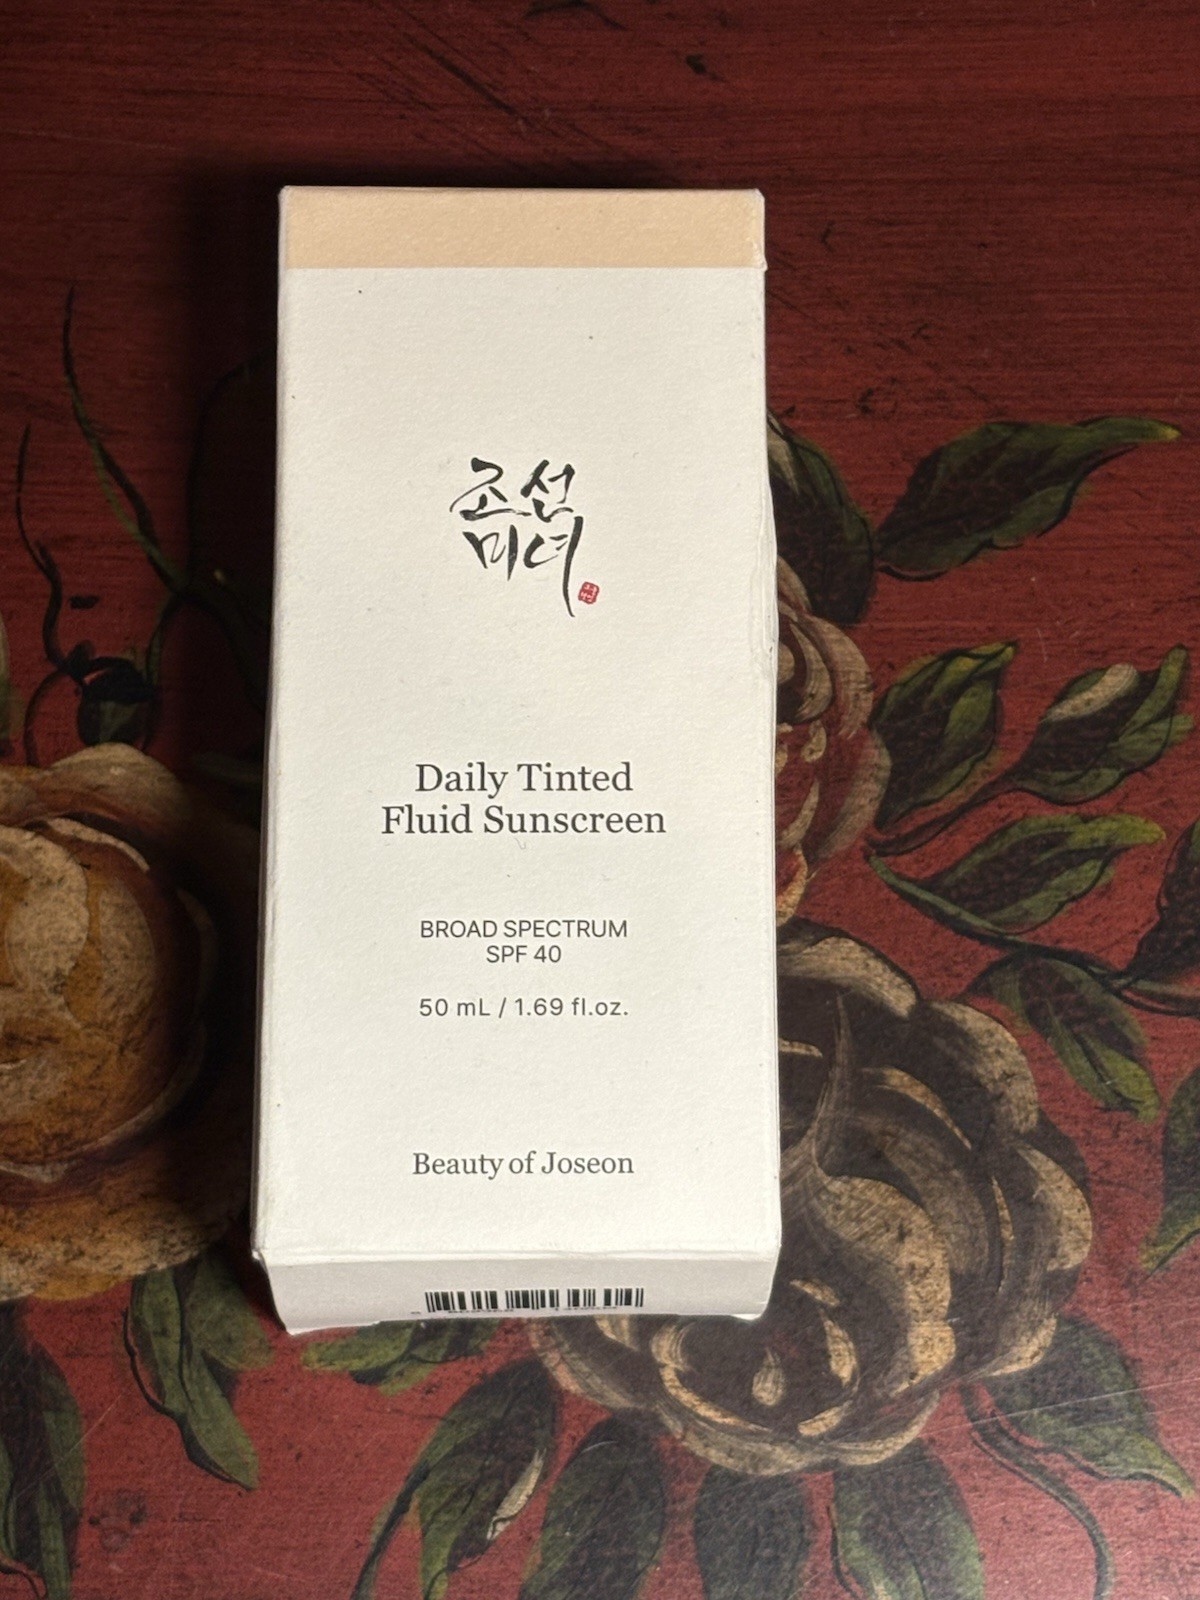 조선
미녀
Daily Tinted
Fluid Sunscreen
BROAD SPECTRUM
SPF 40
50 mL / 1.69 fl.oz.
Beauty of Joseon